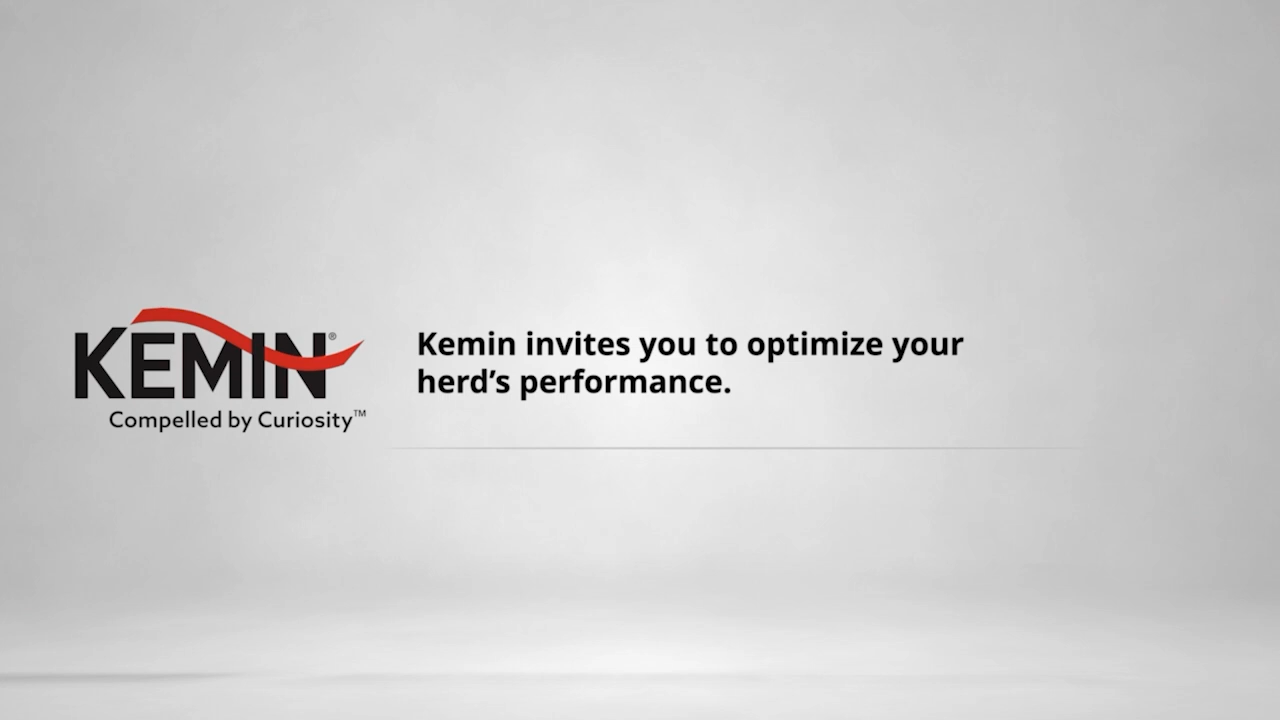 KEMIN®
Compelled by Curiosity™
Kemin invites you to optimize your
herd’s performance.